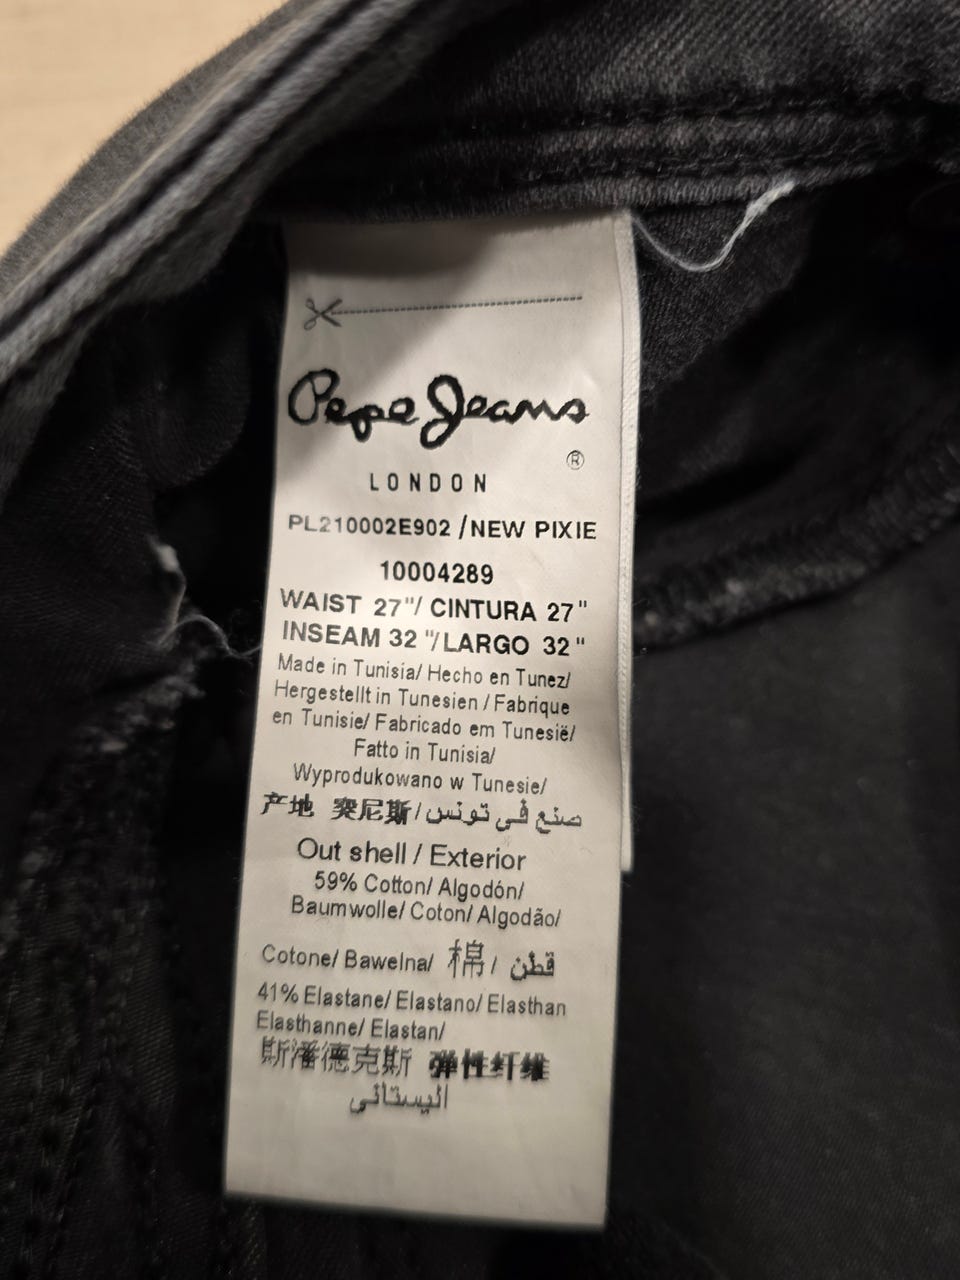 Pepe Jeans
®
LONDON
PL210002E902 /NEW PIXIE
10004289
WAIST 27"/ CINTURA 27"
INSEAM 32 "/LARGO 32"
Made in Tunisia/ Hecho en Tunez/
Hergestellt in Tunesien / Fabrique
en Tunisie/ Fabricado em Tunesië/
Fatto in Tunisia/
Wyprodukowano w Tunesie/
产地 突尼斯/صنع في تونس
Out shell / Exterior
59% Cotton/ Algodón/
Baumwolle/ Coton/ Algodão/
Cotone/ Bawelna/ 棉/ قطن
41% Elastane/ Elastano/ Elasthan
Elasthanne/ Elastan/
斯潘德克斯 弹性纤维
اليستاني